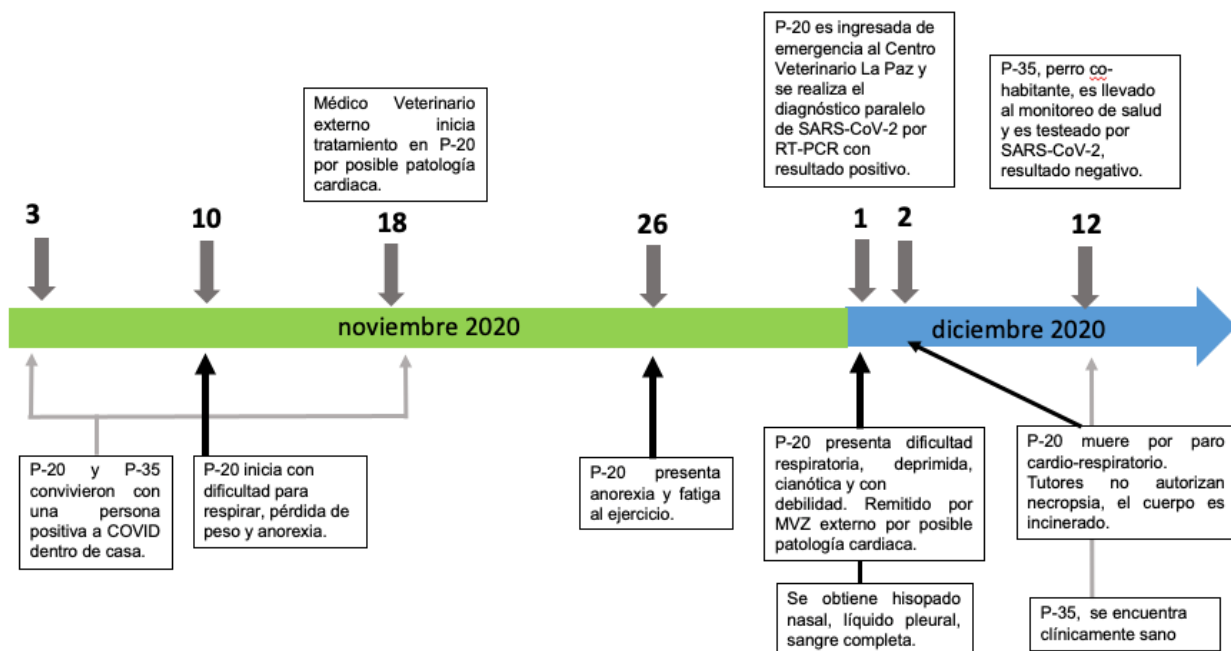 P-20 es ingresada de
emergencia al Centro
Veterinario La Paz y
se realiza el
diagnóstico paralelo
de SARS-CoV-2 por
RT-PCR con
resultado positivo.
P-35, perro co-
habitante, es llevado
al monitoreo de salud
y es testeado por
SARS-CoV-2,
resultado negativo.
Médico Veterinario
externo inicia
tratamiento en P-20
por posible patología
cardiaca.
3
10
18
26
1
2
12
noviembre 2020
diciembre 2020
P-20 y P-35
convivieron con
una persona
positiva a COVID
dentro de casa.
P-20 inicia con
dificultad para
respirar, pérdida de
peso y anorexia.
P-20 presenta
anorexia y fatiga
al ejercicio.
P-20 presenta dificultad
respiratoria, deprimida,
cianótica y con
debilidad. Remitido por
MVZ externo por posible
patología cardiaca.
P-20 muere por paro
cardio-respiratorio.
Tutores no autorizan
necropsia, el cuerpo es
incinerado.
Se obtiene hisopado
nasal, líquido pleural,
sangre completa.
P-35, se encuentra
clínicamente sano